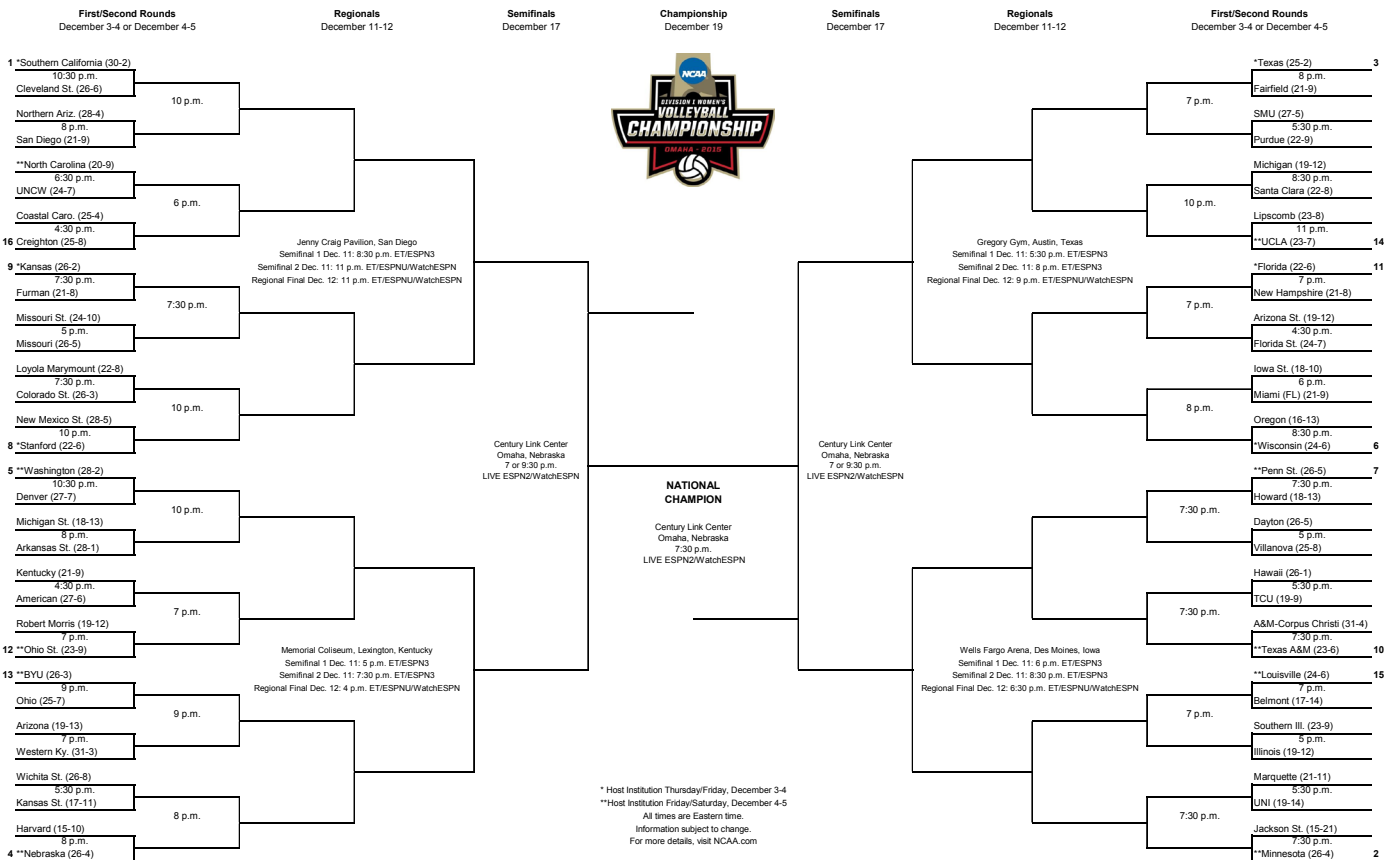 First/Second Rounds
December 3-4 or December 4-5
Regionals
December 11-12
Semifinals
December 17
Championship
December 19
Semifinals
December 17
Regionals
December 11-12
First/Second Rounds
December 3-4 or December 4-5
1 *Southern California (30-2)
10:30 p.m.
Cleveland St. (26-6)
10 p.m.
Northern Ariz. (28-4)
8 p.m.
San Diego (21-9)
**North Carolina (20-9)
6:30 p.m.
UNCW (24-7)
6 p.m.
Coastal Caro. (25-4)
4:30 p.m.
16 Creighton (25-8)
9 *Kansas (26-2)
7:30 p.m.
Furman (21-8)
7:30 p.m.
Missouri St. (24-10)
5 p.m.
Missouri (26-5)
Loyola Marymount (22-8)
7:30 p.m.
Colorado St. (26-3)
10 p.m.
New Mexico St. (28-5)
10 p.m.
8 *Stanford (22-6)
5 **Washington (28-2)
10:30 p.m.
Denver (27-7)
10 p.m.
Michigan St. (18-13)
8 p.m.
Arkansas St. (28-1)
Kentucky (21-9)
4:30 p.m.
American (27-6)
7 p.m.
Robert Morris (19-12)
7 p.m.
12 **Ohio St. (23-9)
13 **BYU (26-3)
9 p.m.
Ohio (25-7)
9 p.m.
Arizona (19-13)
7 p.m.
Western Ky. (31-3)
Wichita St. (26-8)
5:30 p.m.
Kansas St. (17-11)
8 p.m.
Harvard (15-10)
8 p.m.
4 **Nebraska (26-4)
Jenny Craig Pavilion, San Diego
Semifinal 1 Dec. 11: 8:30 p.m. ET/ESPN3
Semifinal 2 Dec. 11: 11 p.m. ET/ESPNU/WatchESPN
Regional Final Dec. 12: 11 p.m. ET/ESPNU/WatchESPN
Memorial Coliseum, Lexington, Kentucky
Semifinal 1 Dec. 11: 5 p.m. ET/ESPN3
Semifinal 2 Dec. 11: 7:30 p.m. ET/ESPN3
Regional Final Dec. 12: 4 p.m. ET/ESPNU/WatchESPN
Century Link Center
Omaha, Nebraska
7 or 9:30 p.m.
LIVE ESPN2/WatchESPN
NCAA
DIVISION I WOMEN'S
VOLLEYBALL
CHAMPIONSHIP
OMAHA - 2015
NATIONAL
CHAMPION
Century Link Center
Omaha, Nebraska
7:30 p.m.
LIVE ESPN2/WatchESPN
* Host Institution Thursday/Friday, December 3-4
**Host Institution Friday/Saturday, December 4-5
All times are Eastern time.
Information subject to change.
For more details, visit NCAA.com
Century Link Center
Omaha, Nebraska
7 or 9:30 p.m.
LIVE ESPN2/WatchESPN
Gregory Gym, Austin, Texas
Semifinal 1 Dec. 11: 5:30 p.m. ET/ESPN3
Semifinal 2 Dec. 11: 8 p.m. ET/ESPN3
Regional Final Dec. 12: 9 p.m. ET/ESPNU/WatchESPN
Wells Fargo Arena, Des Moines, Iowa
Semifinal 1 Dec. 11: 6 p.m. ET/ESPN3
Semifinal 2 Dec. 11: 8:30 p.m. ET/ESPN3
Regional Final Dec. 12: 6:30 p.m. ET/ESPNU/WatchESPN
*Texas (25-2) 3
8 p.m.
Fairfield (21-9)
7 p.m.
SMU (27-5)
5:30 p.m.
Purdue (22-9)
Michigan (19-12)
8:30 p.m.
Santa Clara (22-8)
10 p.m.
Lipscomb (23-8)
11 p.m.
**UCLA (23-7) 14
*Florida (22-6) 11
7 p.m.
New Hampshire (21-8)
7 p.m.
Arizona St. (19-12)
4:30 p.m.
Florida St. (24-7)
Iowa St. (18-10)
6 p.m.
Miami (FL) (21-9)
8 p.m.
Oregon (16-13)
8:30 p.m.
*Wisconsin (24-6) 6
**Penn St. (26-5) 7
7:30 p.m.
Howard (18-13)
7:30 p.m.
Dayton (26-5)
5 p.m.
Villanova (25-8)
Hawaii (26-1)
5:30 p.m.
TCU (19-9)
7:30 p.m.
A&M-Corpus Christi (31-4)
7:30 p.m.
**Texas A&M (23-6) 10
**Louisville (24-6) 15
7 p.m.
Belmont (17-14)
7 p.m.
Southern Ill. (23-9)
5 p.m.
Illinois (19-12)
Marquette (21-11)
5:30 p.m.
UNI (19-14)
7:30 p.m.
Jackson St. (15-21)
7:30 p.m.
**Minnesota (26-4) 2